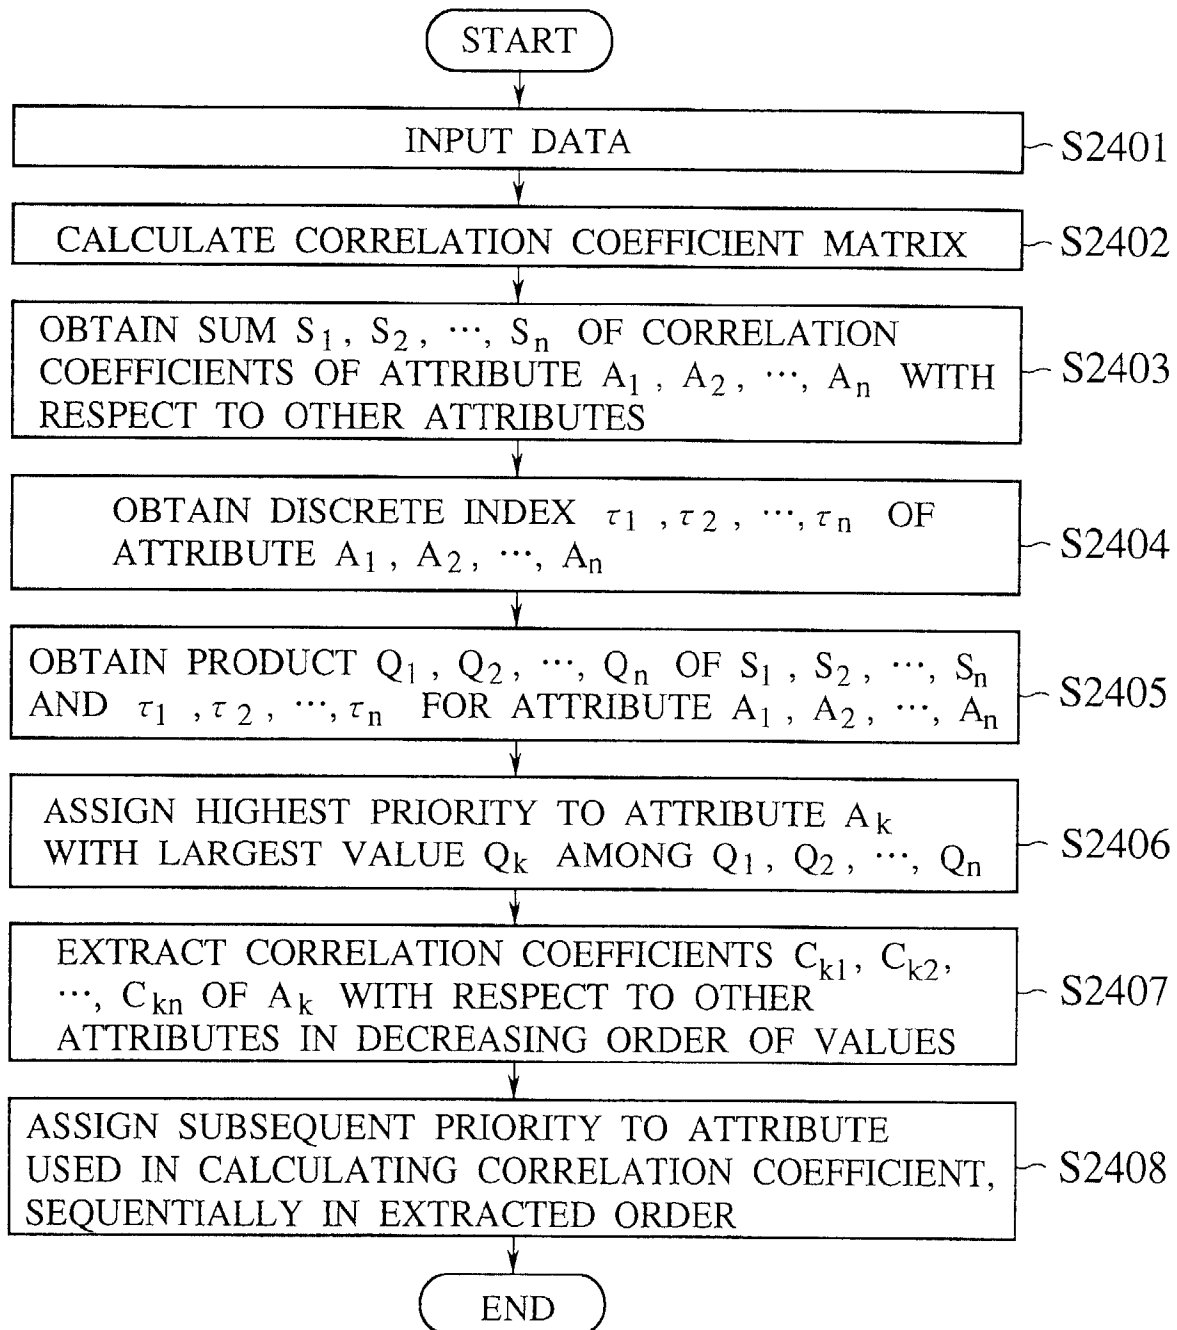 START
INPUT DATA
S2401
CALCULATE CORRELATION COEFFICIENT MATRIX
S2402
OBTAIN SUM S1, S2, ⋯, Sn OF CORRELATION
COEFFICIENTS OF ATTRIBUTE A1, A2, ⋯, An WITH
RESPECT TO OTHER ATTRIBUTES
S2403
OBTAIN DISCRETE INDEX τ1, τ2, ⋯, τn OF
ATTRIBUTE A1, A2, ⋯, An
S2404
OBTAIN PRODUCT Q1, Q2, ⋯, Qn OF S1, S2, ⋯, Sn
AND τ1, τ2, ⋯, τn FOR ATTRIBUTE A1, A2, ⋯, An
S2405
ASSIGN HIGHEST PRIORITY TO ATTRIBUTE Ak
WITH LARGEST VALUE Qk AMONG Q1, Q2, ⋯, Qn
S2406
EXTRACT CORRELATION COEFFICIENTS Ck1, Ck2,
⋯, Ckn OF Ak WITH RESPECT TO OTHER
ATTRIBUTES IN DECREASING ORDER OF VALUES
S2407
ASSIGN SUBSEQUENT PRIORITY TO ATTRIBUTE
USED IN CALCULATING CORRELATION COEFFICIENT,
SEQUENTIALLY IN EXTRACTED ORDER
S2408
END